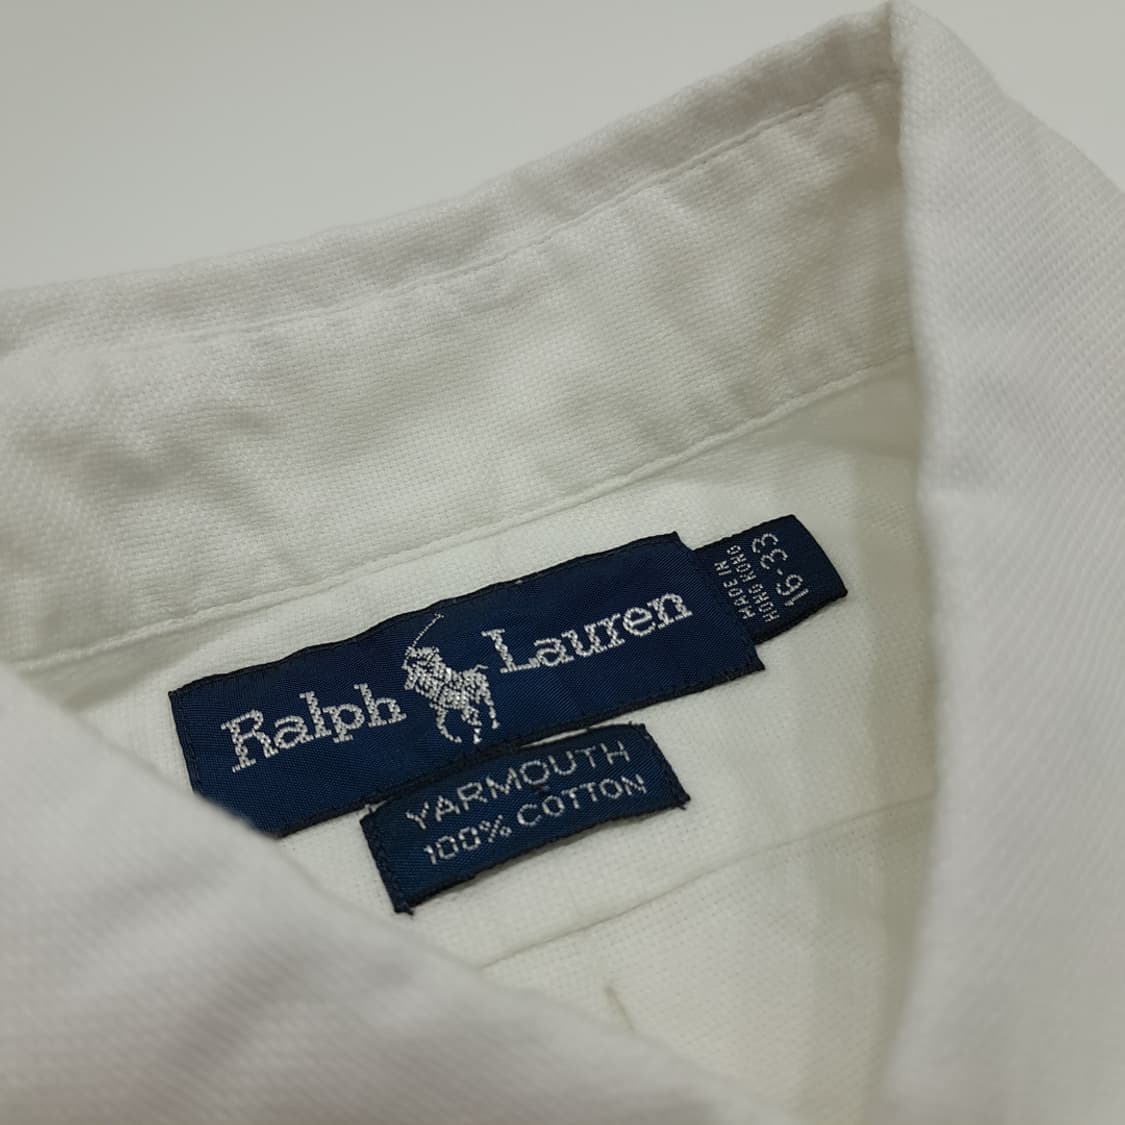 Ralph Lauren
MADE IN
HONG KONG
16-33
YARMOUTH
100% COTTON